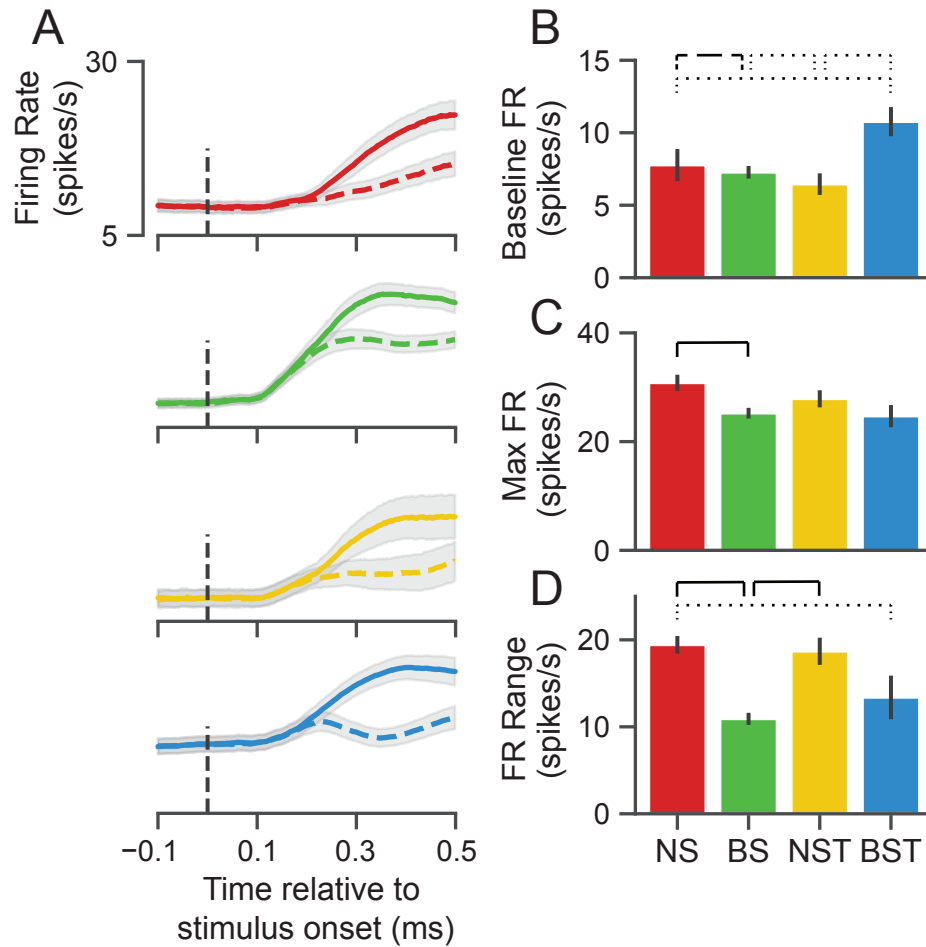 A
30
Firing Rate
(spikes/s)
5
−0.1
0.1
0.3
0.5
Time relative to
stimulus onset (ms)
B
15
10
5
0
Baseline FR
(spikes/s)
C
40
20
0
Max FR
(spikes/s)
D
20
10
0
FR Range
(spikes/s)
NS
BS
NST
BST